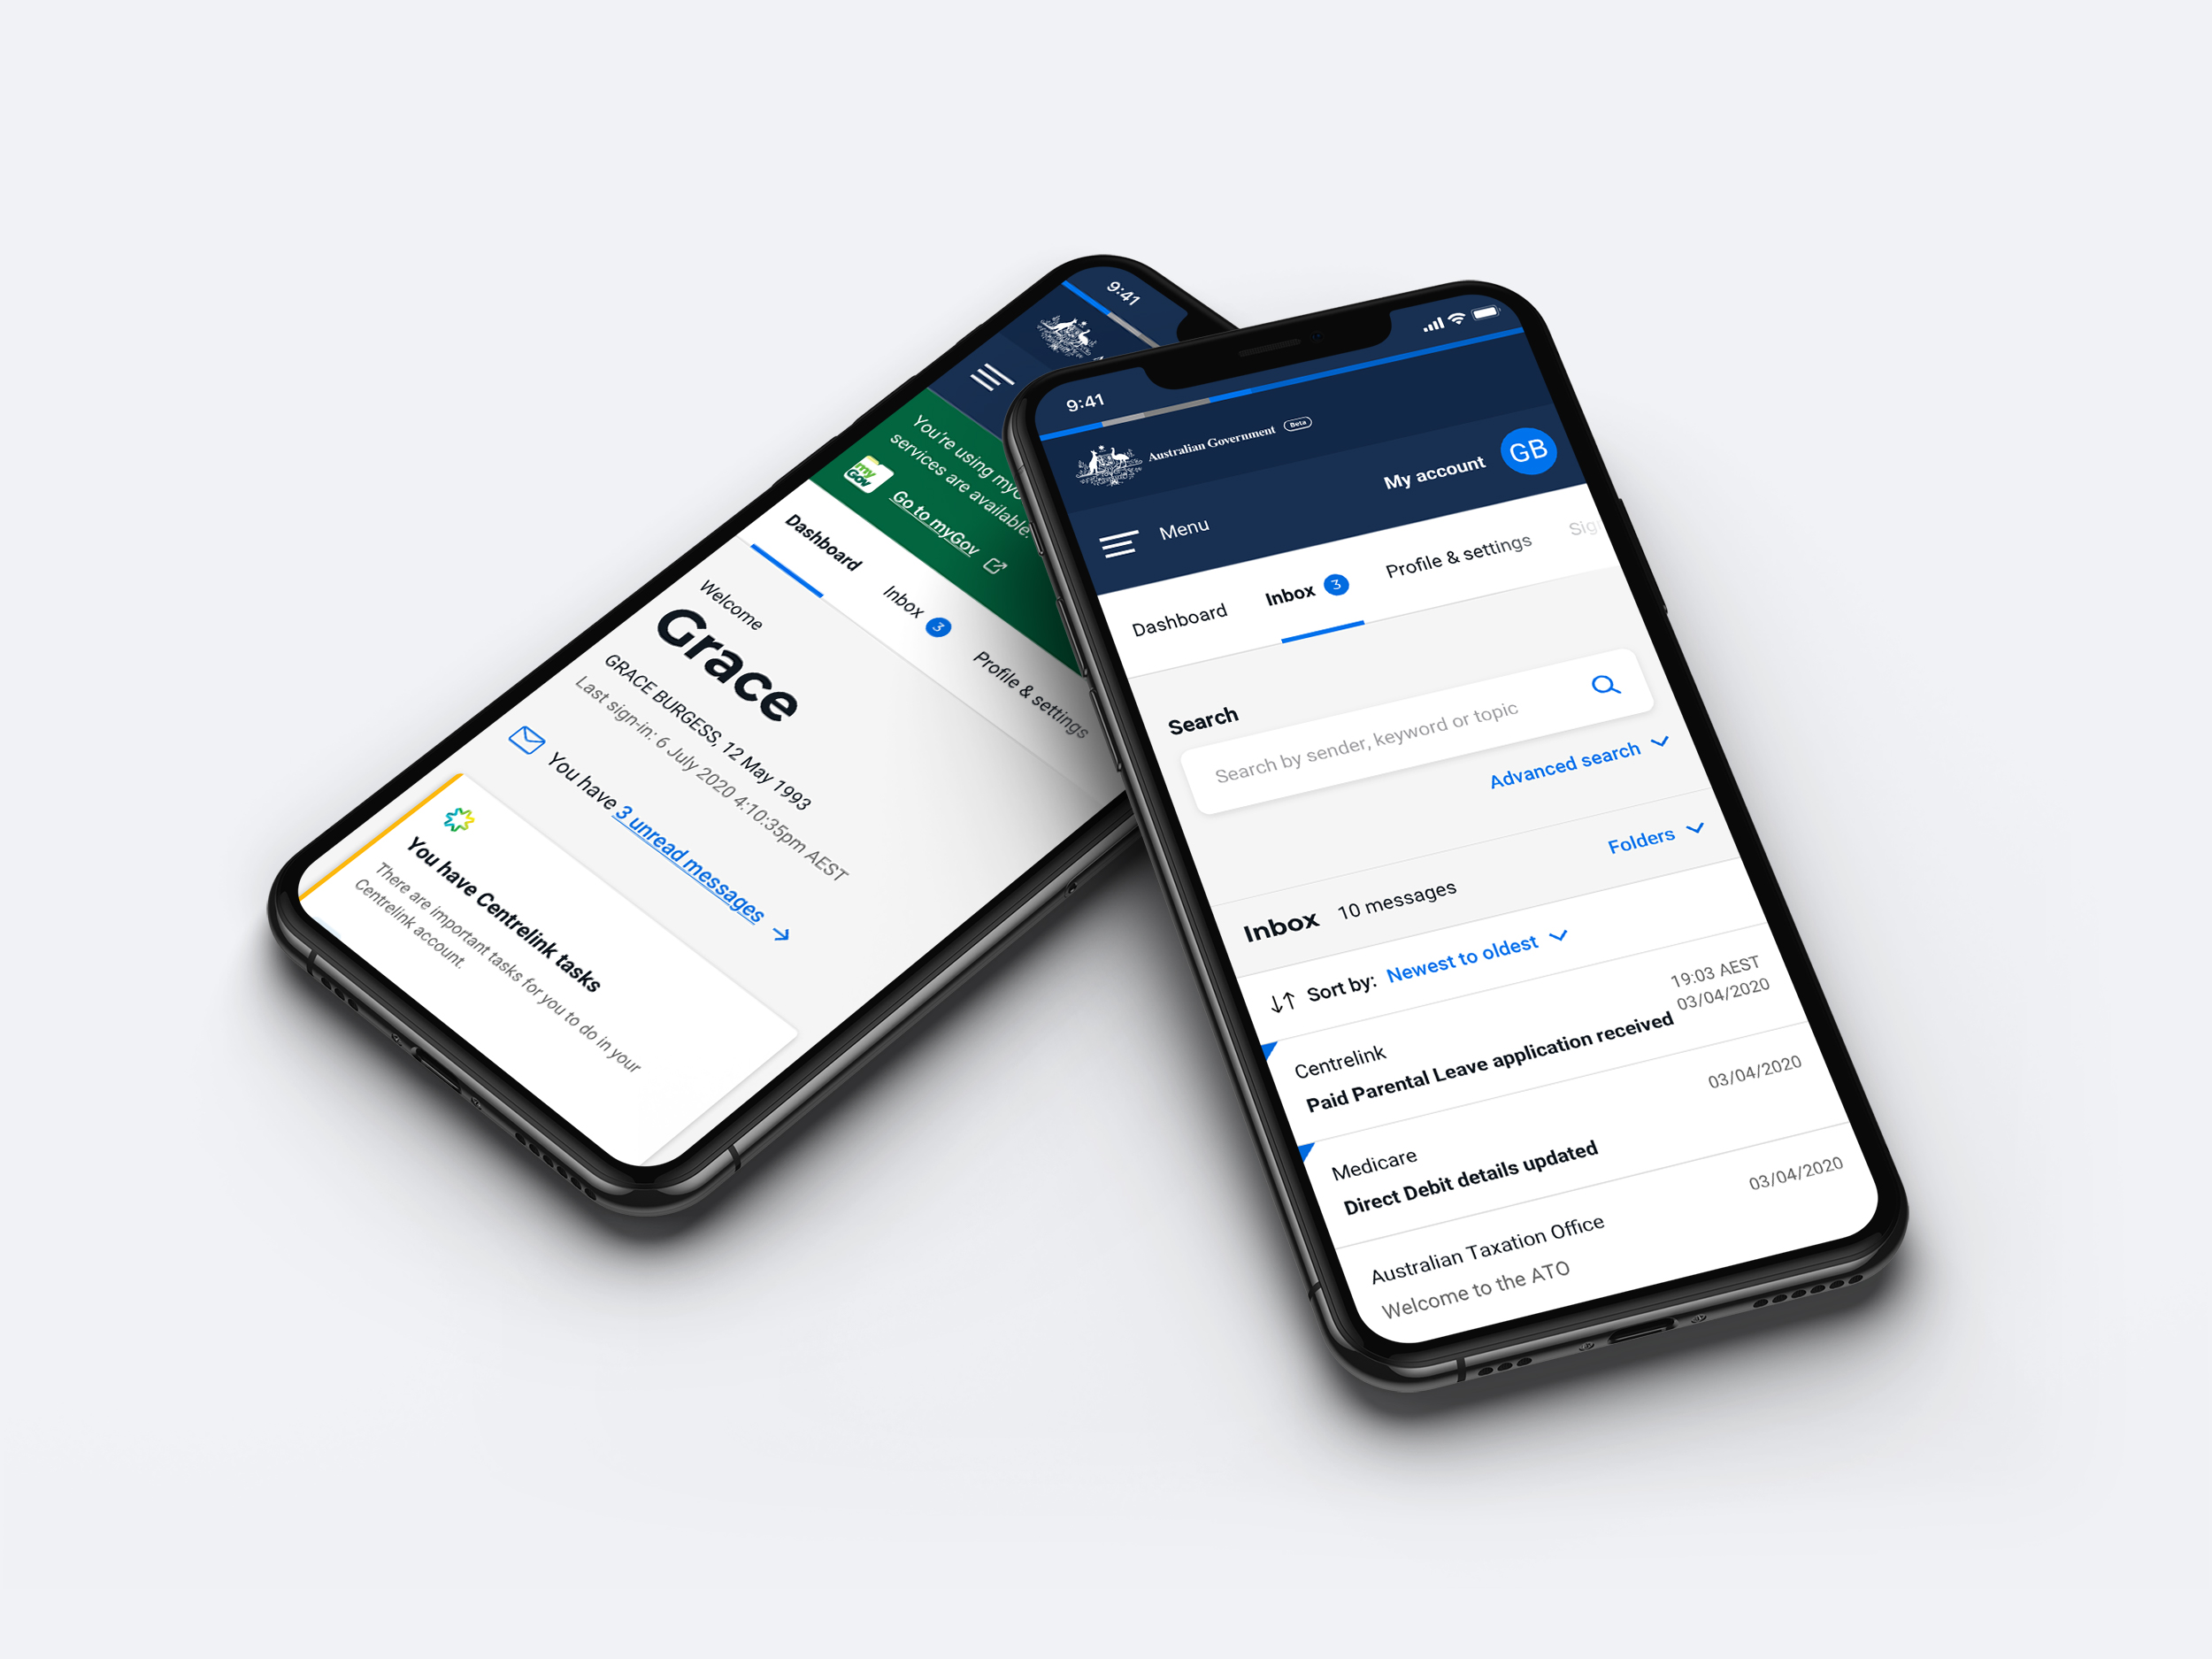 9:41
You're using my
services are available.
my
Gov
Go to myGov
Dashboard
Inbox 3
Profile & settings
Welcome
Grace
GRACE BURGESS, 12 May 1993
Last sign-in: 6 July 2020 4:10:35pm AEST
You have 3 unread messages
You have Centrelink tasks
There are important tasks for you to do in your
Centrelink account.
9:41
Australian Government Beta
Menu
My account GB
Dashboard
Inbox 3
Profile & settings
Search
Search by sender, keyword or topic
Advanced search
Folders
Inbox 10 messages
Sort by: Newest to oldest
Centrelink
19:03 AEST
03/04/2020
Paid Parental Leave application received
Medicare
03/04/2020
Direct Debit details updated
Australian Taxation Office
03/04/2020
Welcome to the ATO